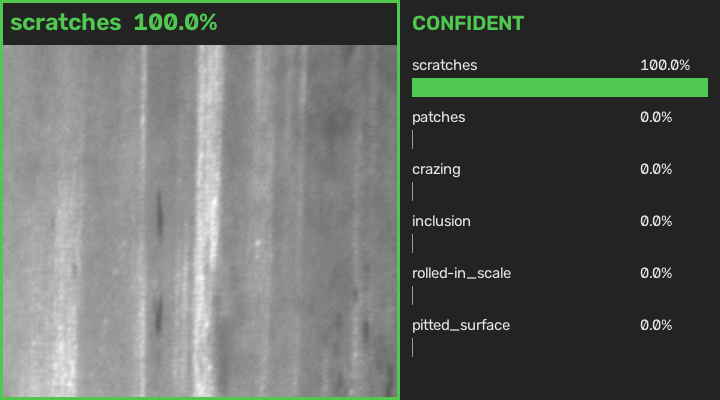 scratches 100.0%
CONFIDENT
scratches 100.0%
patches 0.0%
crazing 0.0%
inclusion 0.0%
rolled-in_scale 0.0%
pitted_surface 0.0%